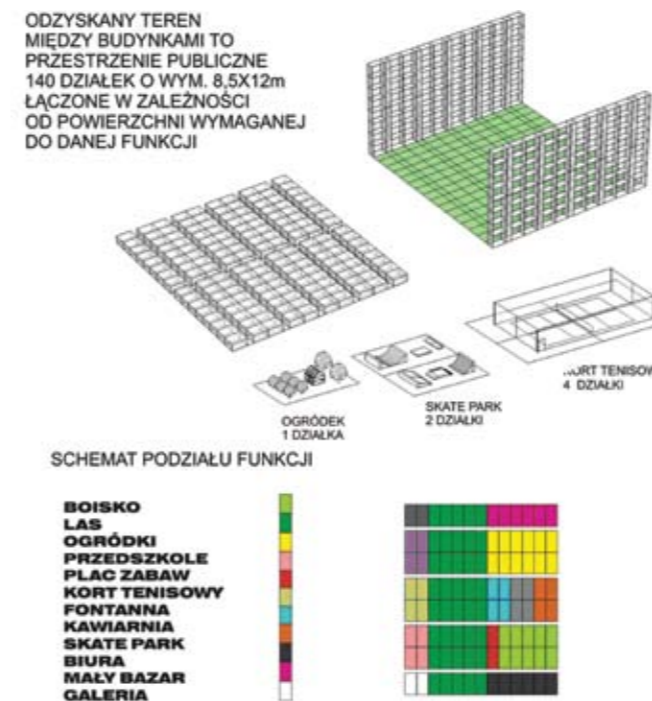 ODZYSKANY TEREN
MIĘDZY BUDYNKAMI TO
PRZESTRZENIE PUBLICZNE
140 DZIAŁEK O WYM. 8,5X12m
ŁĄCZONE W ZALEŻNOŚCI
OD POWIERZCHNI WYMAGANEJ
DO DANEJ FUNKCJI
OGRÓDEK
1 DZIAŁKA
SKATE PARK
2 DZIAŁKI
4 DZIAŁKI
SCHEMAT PODZIAŁU FUNKCJI
BOISKO
LAS
OGRÓDKI
PRZEDSZKOLE
PLAC ZABAW
KORT TENISOWY
FONTANNA
KAWIARNIA
SKATE PARK
BIURA
MAŁY BAZAR
GALERIA